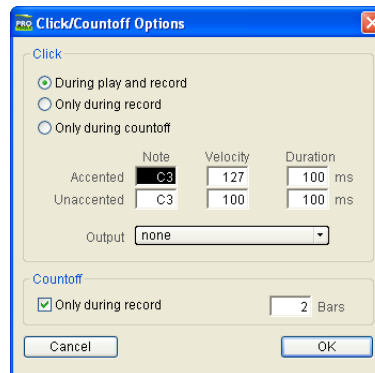 PRO Click/Countoff Options
Click
During play and record
Only during record
Only during countoff
Note Velocity Duration
Accented C3 127 100 ms
Unaccented C3 100 100 ms
Output none
Countoff
Only during record 2 Bars
Cancel OK